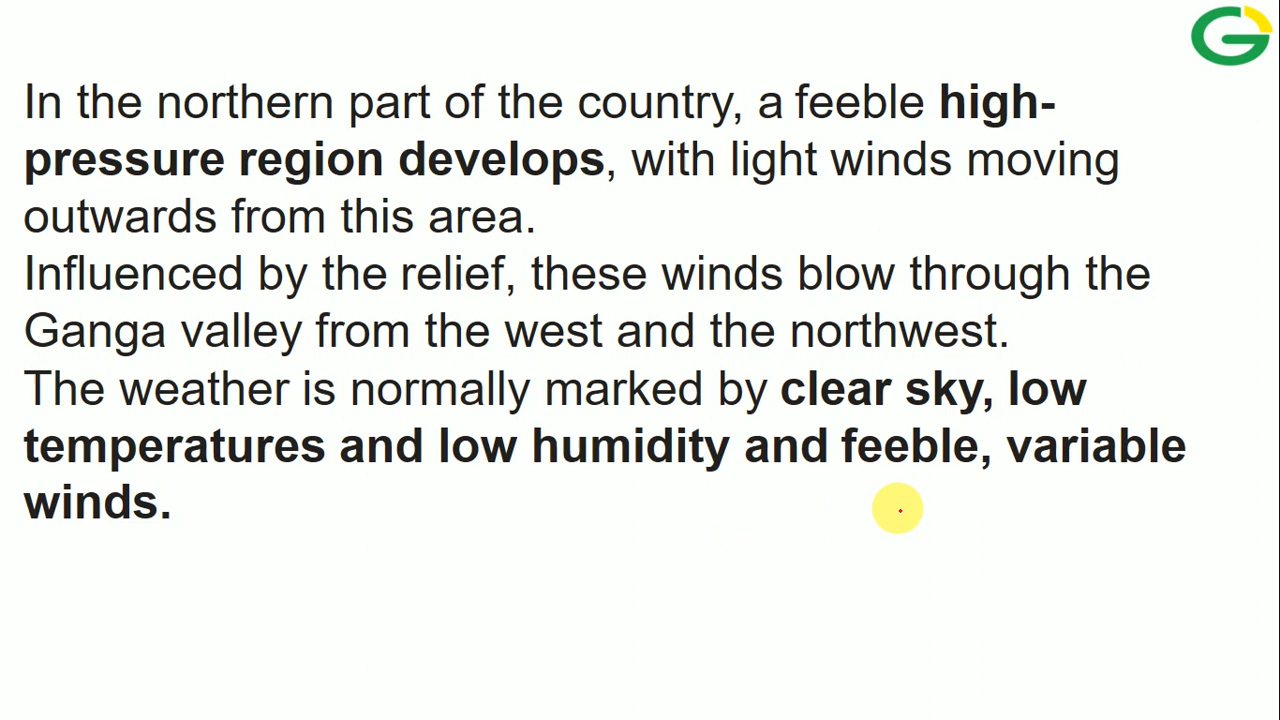 In the northern part of the country, a feeble high-
pressure region develops, with light winds moving
outwards from this area.
Influenced by the relief, these winds blow through the
Ganga valley from the west and the northwest.
The weather is normally marked by clear sky, low
temperatures and low humidity and feeble, variable
winds.